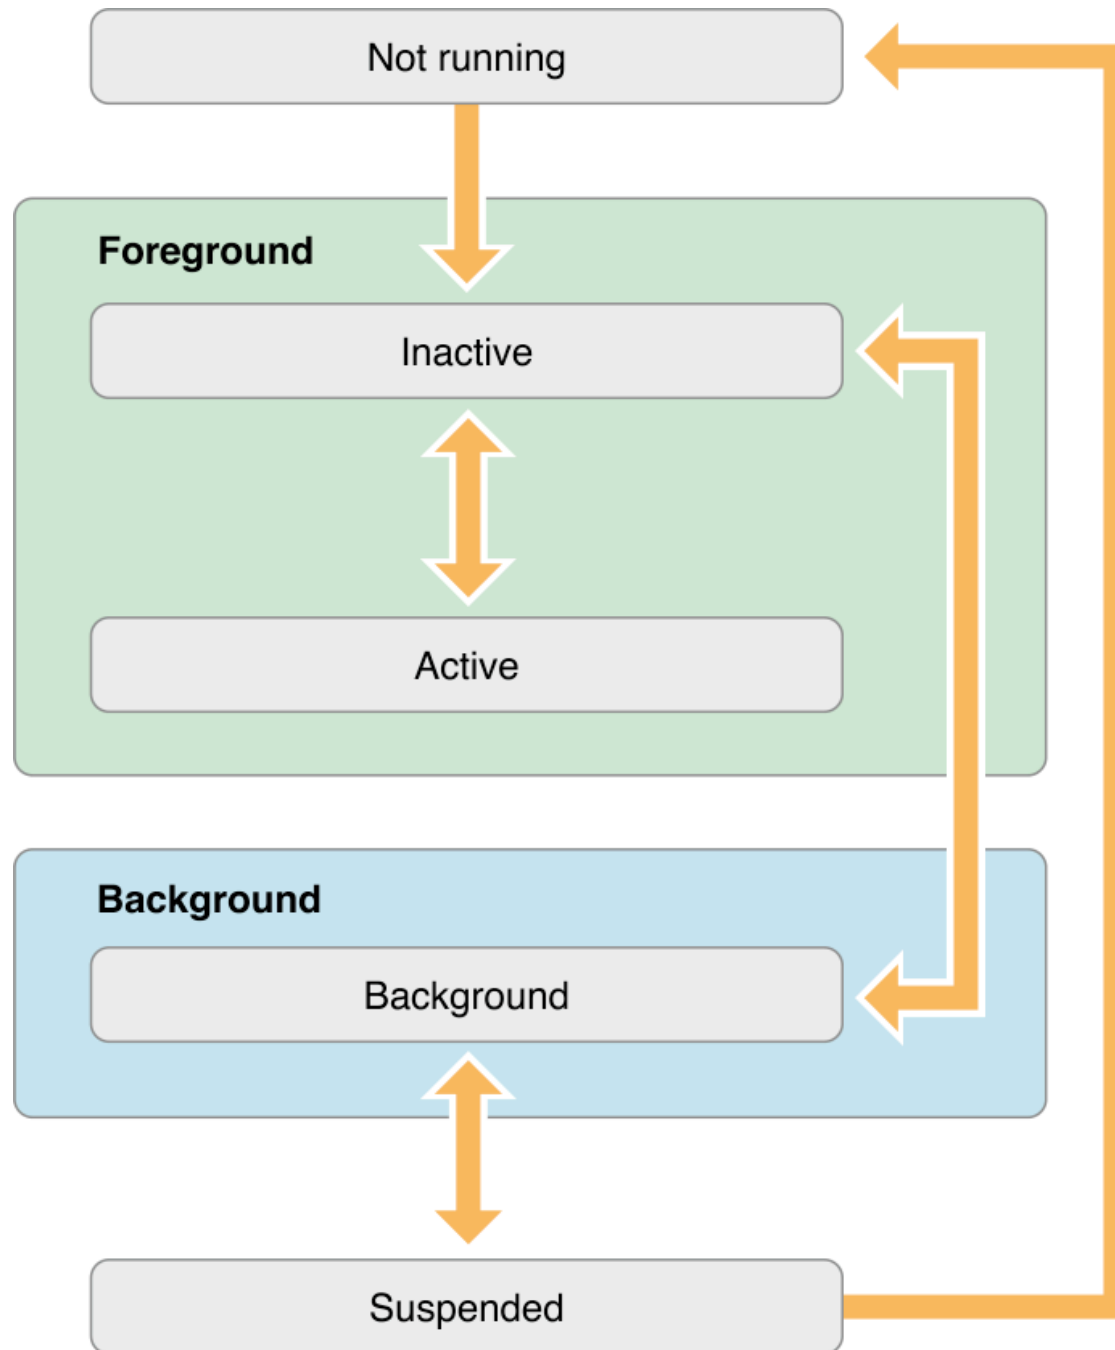 Not running
Foreground
Inactive
Active
Background
Background
Suspended